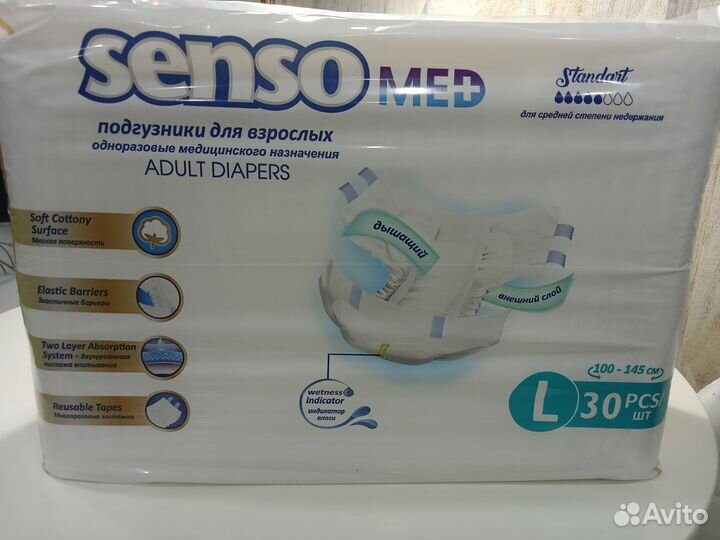 senso MED
Standart
для средней степени недержания
подгузники для взрослых
одноразовые медицинского назначения
ADULT DIAPERS
Soft Cottony
Surface
Мягкая поверхность
Elastic Barriers
Эластичные барьеры
Two Layer Absorption
System - двухуровневая
система впитывания
Reusable Tapes
Многоразовые застёжки
дышащий
внешний слой
wetness
indicator
индикатор
влаги
100 - 145 см
L 30 PCS/
ШТ
Avito